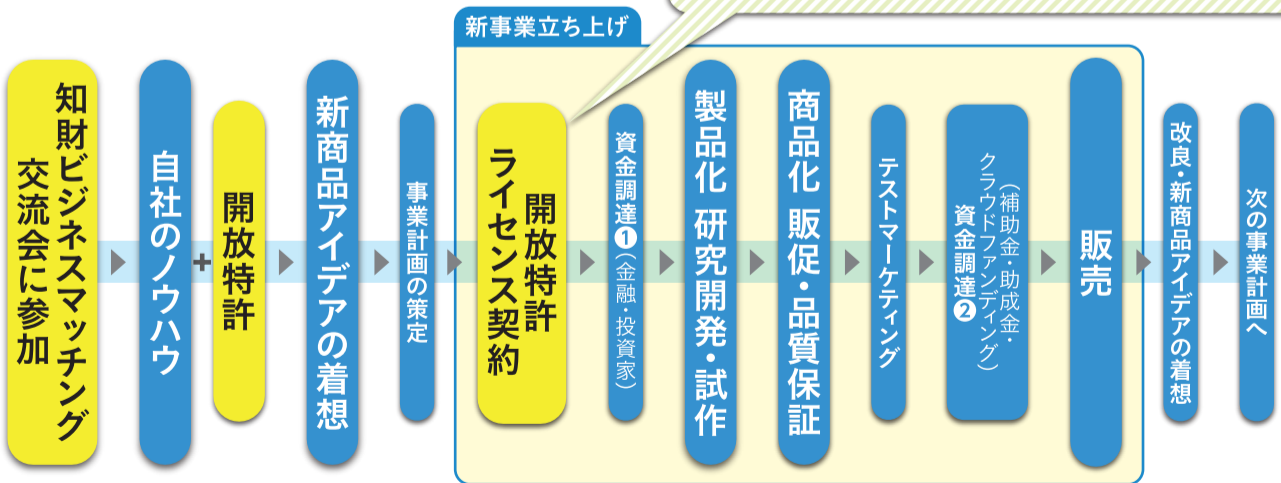 新事業立ち上げ
知財ビジネスマッチング
交流会に参加
自社のノウハウ
+
開放特許
新商品アイデアの着想
事業計画の策定
開放特許
ライセンス契約
資金調達❶(金融・投資家)
製品化 研究開発・試作
商品化 販促・品質保証
テストマーケティング
資金調達❷
(補助金・助成金・
クラウドファンディング)
販売
改良・新商品アイデアの着想
次の事業計画へ